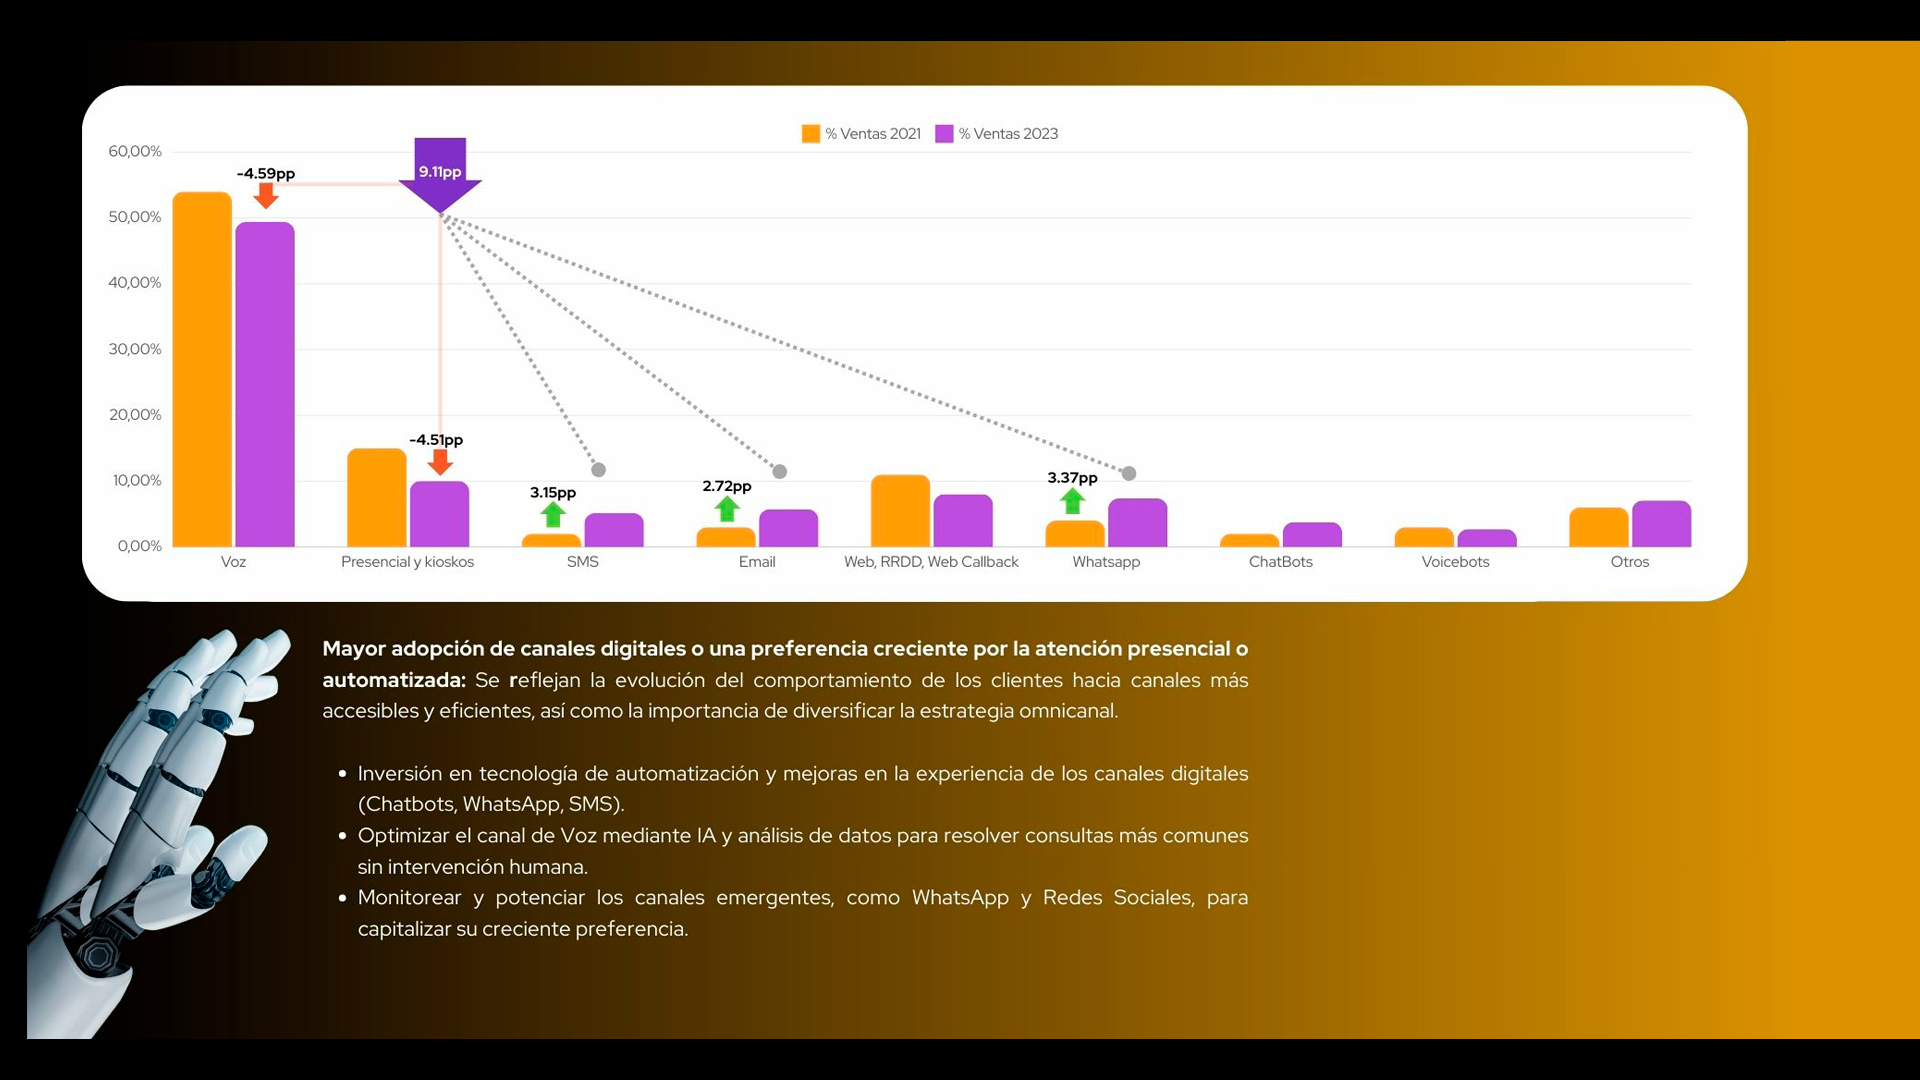 % Ventas 2021 % Ventas 2023
60,00%
50,00%
40,00%
30,00%
20,00%
10,00%
0,00%
-4.59pp
9.11pp
-4.51pp
3.15pp
2.72pp
3.37pp
Voz
Presencial y kioskos
SMS
Email
Web, RRDD, Web Callback
Whatsapp
ChatBots
Voicebots
Otros
Mayor adopción de canales digitales o una preferencia creciente por la atención presencial o
automatizada: Se reflejan la evolución del comportamiento de los clientes hacia canales más
accesibles y eficientes, así como la importancia de diversificar la estrategia omnicanal.
• Inversión en tecnología de automatización y mejoras en la experiencia de los canales digitales
(Chatbots, WhatsApp, SMS).
• Optimizar el canal de Voz mediante IA y análisis de datos para resolver consultas más comunes
sin intervención humana.
• Monitorear y potenciar los canales emergentes, como WhatsApp y Redes Sociales, para
capitalizar su creciente preferencia.